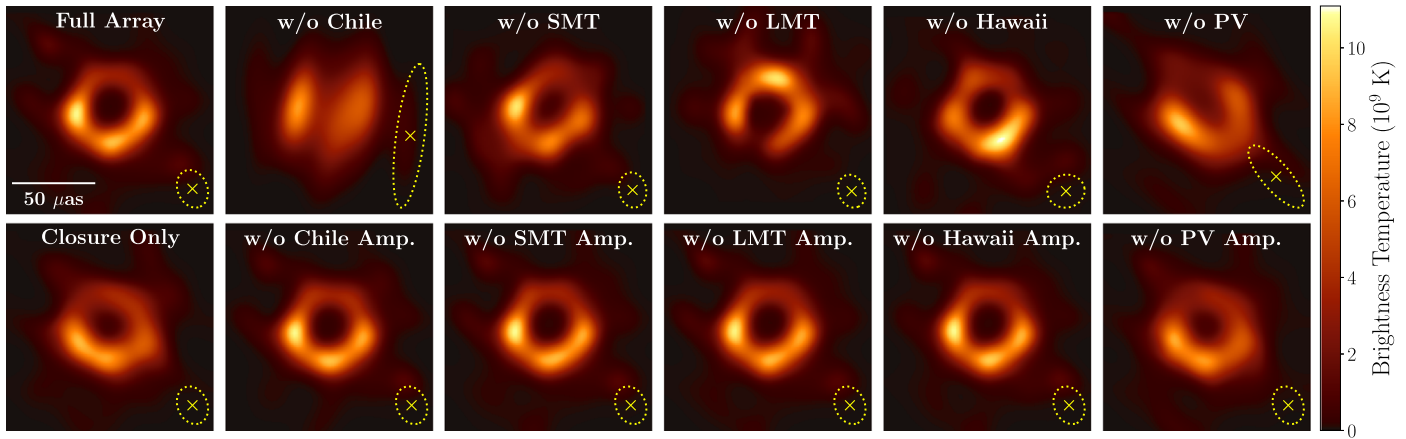 Full Array
w/o Chile
w/o SMT
w/o LMT
w/o Hawaii
w/o PV
50 μas
Closure Only
w/o Chile Amp.
w/o SMT Amp.
w/o LMT Amp.
w/o Hawaii Amp.
w/o PV Amp.
10
8
6
4
2
0
Brightness Temperature (10⁹ K)